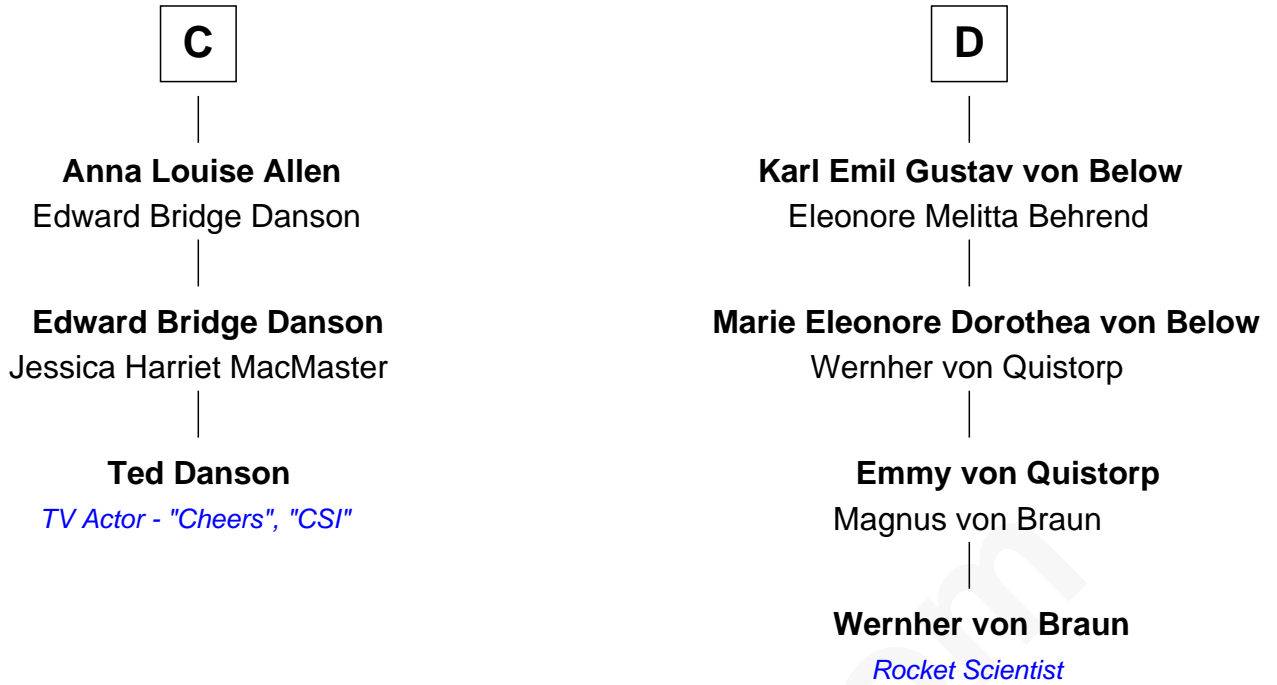 C
Anna Louise Allen
Edward Bridge Danson
Edward Bridge Danson
Jessica Harriet MacMaster
Ted Danson
TV Actor - "Cheers", "CSI"
D
Karl Emil Gustav von Below
Eleonore Melitta Behrend
Marie Eleonore Dorothea von Below
Wernher von Quistorp
Emmy von Quistorp
Magnus von Braun
Wernher von Braun
Rocket Scientist